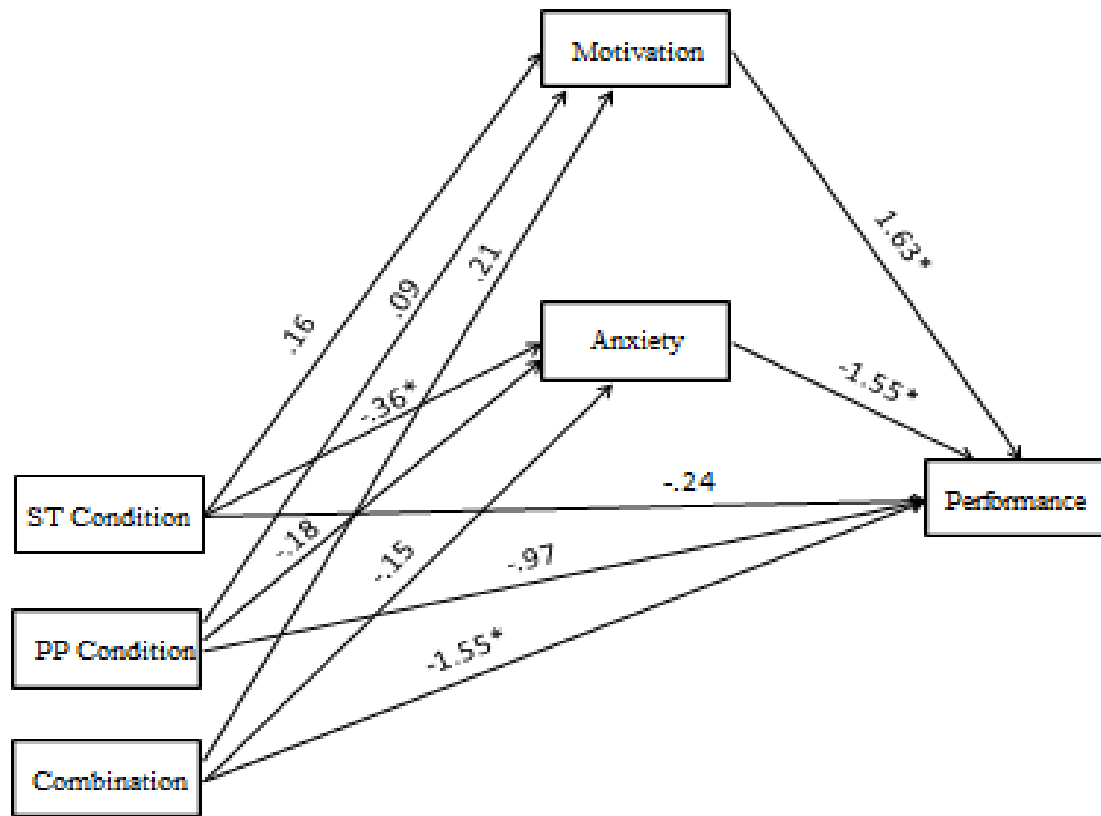 Motivation
1.63*
.21
.09
.16
Anxiety
-1.55*
-.36*
-.24
ST Condition
Performance
-.18
-.15
-.97
PP Condition
-1.55*
Combination